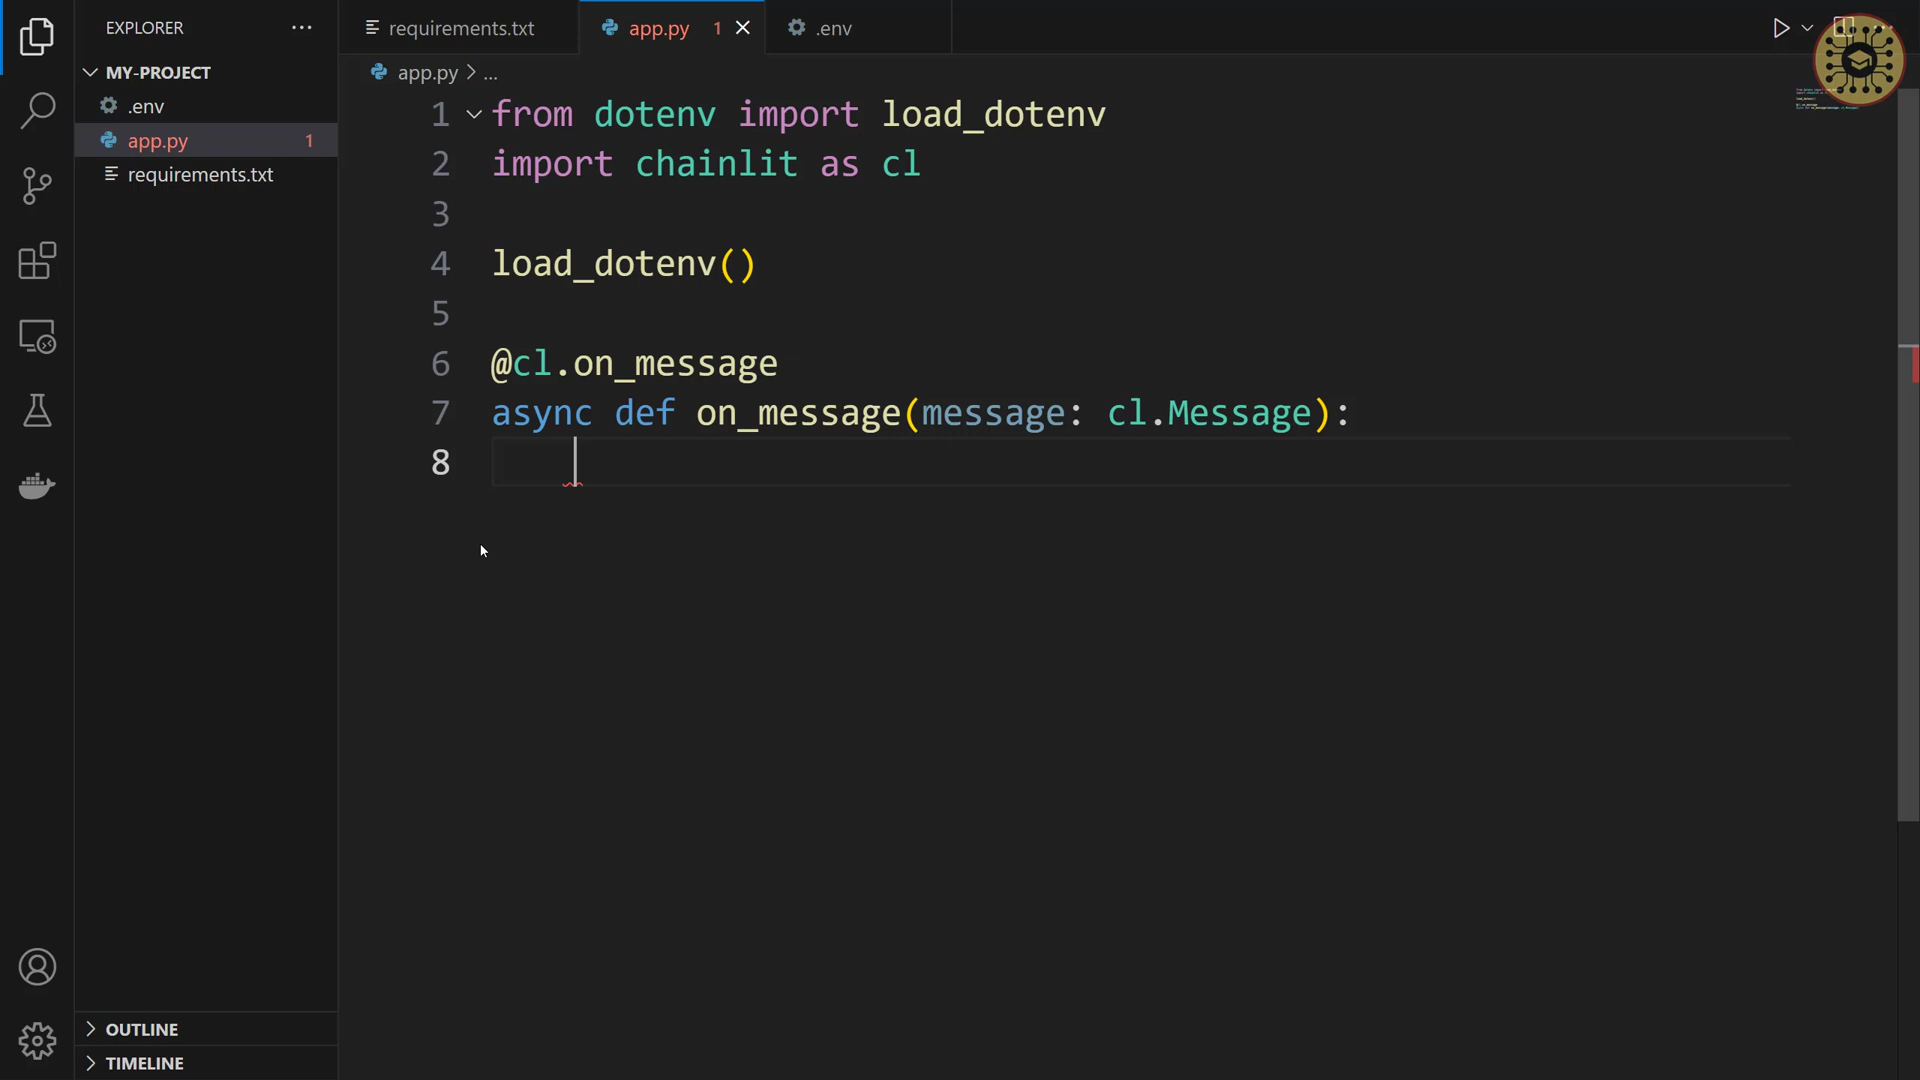 EXPLORER
MY-PROJECT
.env
app.py 1
requirements.txt
OUTLINE
TIMELINE
requirements.txt
app.py 1
.env
app.py > ...
1 from dotenv import load_dotenv
2 import chainlit as cl
3
4 load_dotenv()
5
6 @cl.on_message
7 async def on_message(message: cl.Message):
8